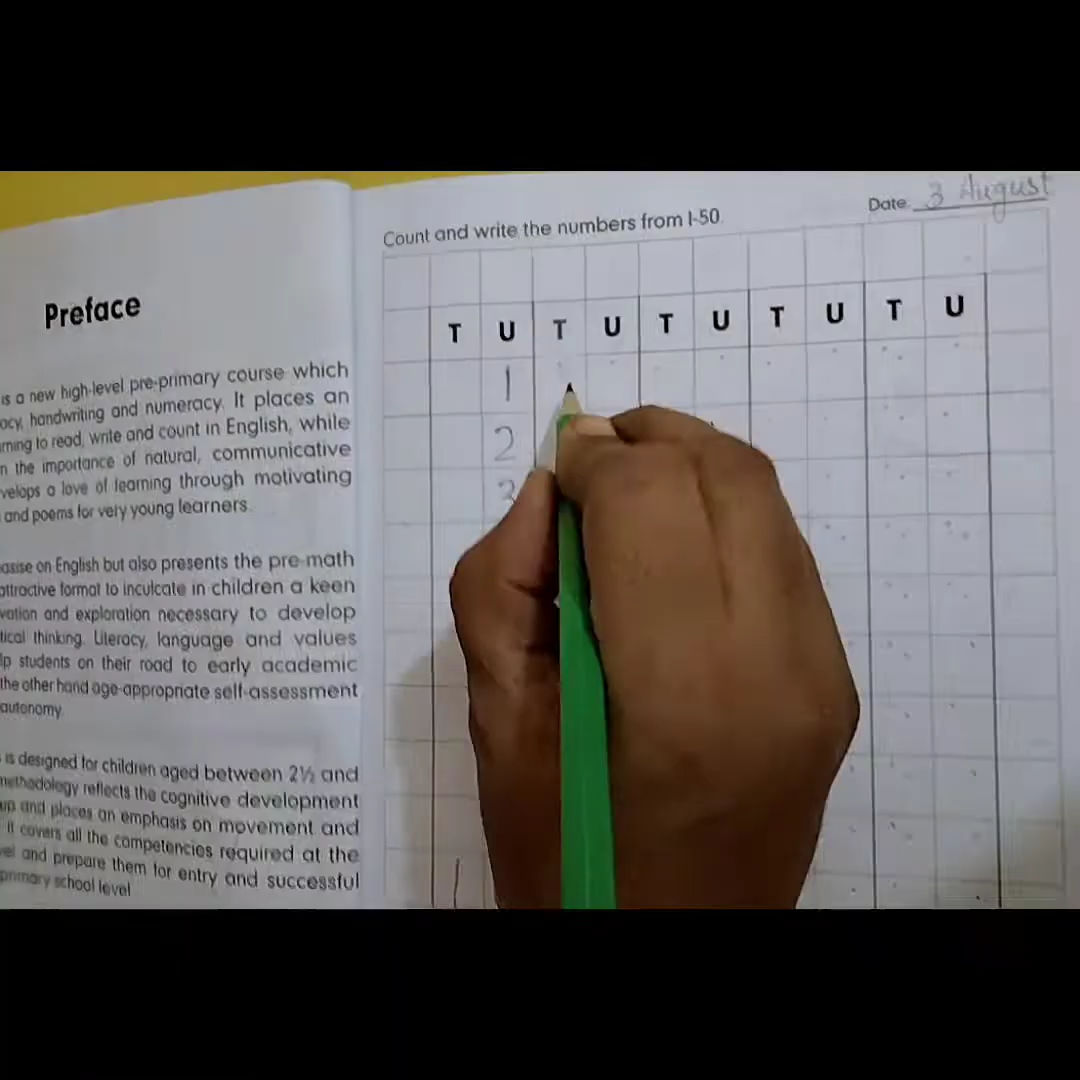 Preface
is a new high-level pre-primary course which
acy, handwriting and numeracy. It places an
rning to read, write and count in English, while
n the importance of natural, communicative
velops a love of learning through motivating
and poems for very young learners.
asise on English but also presents the pre-math
attractive format to inculcate in children a keen
vation and exploration necessary to develop
tical thinking. Literacy, language and values
lp students on their road to early academic
the other hand age-appropriate self-assessment
autonomy.
is designed for children aged between 2½ and
methodology reflects the cognitive development
up and places an emphasis on movement and
it covers all the competencies required at the
vel and prepare them for entry and successful
primary school level
Date 3 August
Count and write the numbers from 1-50.
T U T U T U T U T U
1
2
3
1